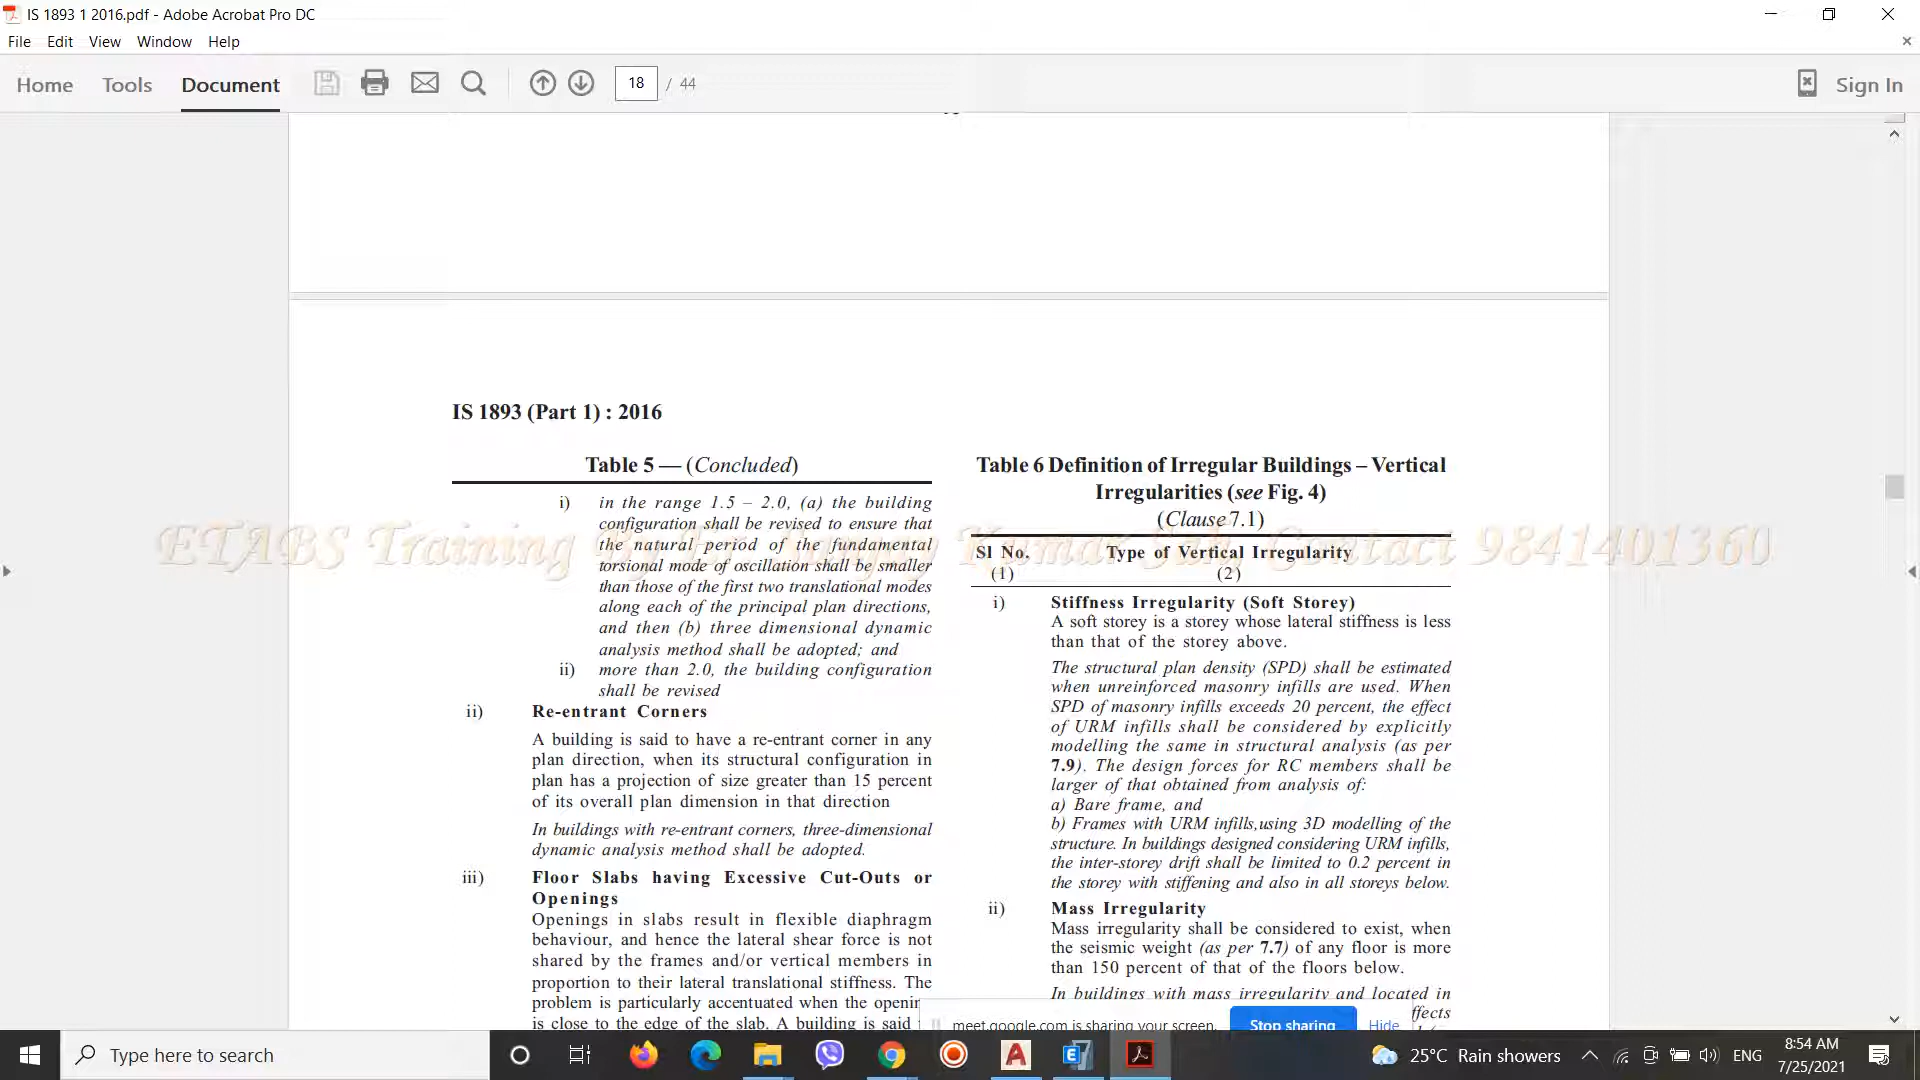 IS 1893 1 2016.pdf - Adobe Acrobat Pro DC
File Edit View Window Help
Home Tools Document 18 / 44 Sign In
IS 1893 (Part 1) : 2016
Table 5 — (Concluded)
i) in the range 1.5 – 2.0, (a) the building
configuration shall be revised to ensure that
the natural period of the fundamental
torsional mode of oscillation shall be smaller
than those of the first two translational modes
along each of the principal plan directions,
and then (b) three dimensional dynamic
analysis method shall be adopted; and
ii) more than 2.0, the building configuration
shall be revised
ii) Re-entrant Corners
A building is said to have a re-entrant corner in any
plan direction, when its structural configuration in
plan has a projection of size greater than 15 percent
of its overall plan dimension in that direction
In buildings with re-entrant corners, three-dimensional
dynamic analysis method shall be adopted.
iii) Floor Slabs having Excessive Cut-Outs or
Openings
Openings in slabs result in flexible diaphragm
behaviour, and hence the lateral shear force is not
shared by the frames and/or vertical members in
proportion to their lateral translational stiffness. The
problem is particularly accentuated when the
is close to the edge of the slab. A building is said
Table 6 Definition of Irregular Buildings – Vertical
Irregularities (see Fig. 4)
(Clause 7.1)
Sl No. Type of Vertical Irregularity
(1) (2)
i) Stiffness Irregularity (Soft Storey)
A soft storey is a storey whose lateral stiffness is less
than that of the storey above.
The structural plan density (SPD) shall be estimated
when unreinforced masonry infills are used. When
SPD of masonry infills exceeds 20 percent, the effect
of URM infills shall be considered by explicitly
modelling the same in structural analysis (as per
7.9). The design forces for RC members shall be
larger of that obtained from analysis of:
a) Bare frame, and
b) Frames with URM infills,using 3D modelling of the
structure. In buildings designed considering URM infills,
the inter-storey drift shall be limited to 0.2 percent in
the storey with stiffening and also in all storeys below.
ii) Mass Irregularity
Mass irregularity shall be considered to exist, when
the seismic weight (as per 7.7) of any floor is more
than 150 percent of that of the floors below.
In buildings with mass irregularity and located in
ETABS Training By Kumar Contact 9841401360
meet.google.com is sharing your screen. Stop sharing Hide
Type here to search 25°C Rain showers ENG 8:54 AM
7/25/2021